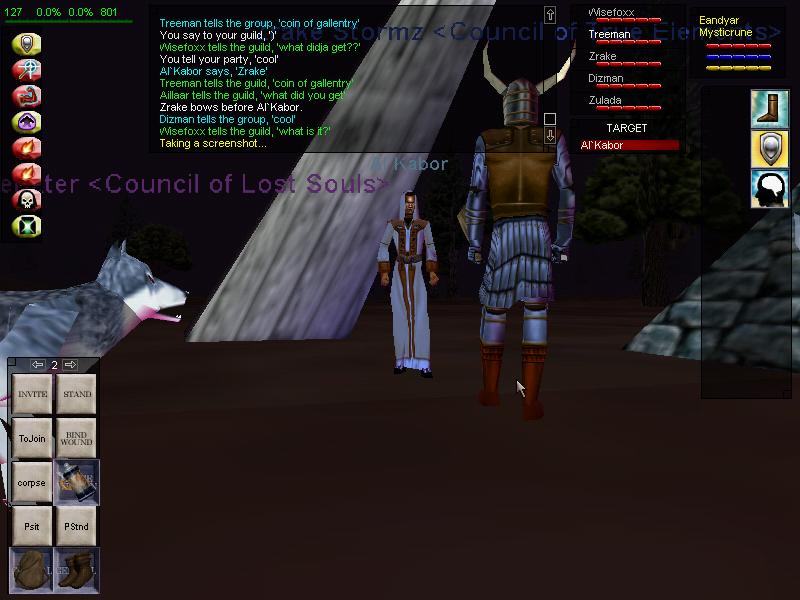 127 0.0% 0.0% 801
Treeman tells the group, 'coin of gallentry'
You say to your guild, ')'
Wisefoxx tells the guild, 'what didja get??'
You tell your party, 'cool'
Al`Kabor says, 'Zrake'
Treeman tells the guild, 'coin of gallentry'
Aillaar tells the guild, 'what did you get'
Zrake bows before Al`Kabor.
Dizman tells the group, 'cool'
Wisefoxx tells the guild, 'what is it?'
Taking a screenshot...
Stormz <Council of
Wisefoxx
Treeman
Zrake
Dizman
Zulada
TARGET
Al`Kabor
Eandyar
Mysticrune
Al`Kabor
<Council of Lost Souls>
2
INVITE
STAND
ToJoin
BIND WOUND
corpse
Psit
PStnd